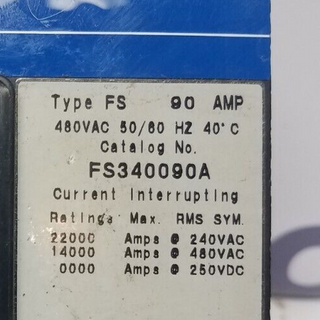 Type FS 90 AMP
480VAC 50/60 HZ 40°C
Catalog No.
FS340090A
Current Interrupting
Ratings Max. RMS SYM.
22000 Amps @ 240VAC
14000 Amps @ 480VAC
0000 Amps @ 250VDC